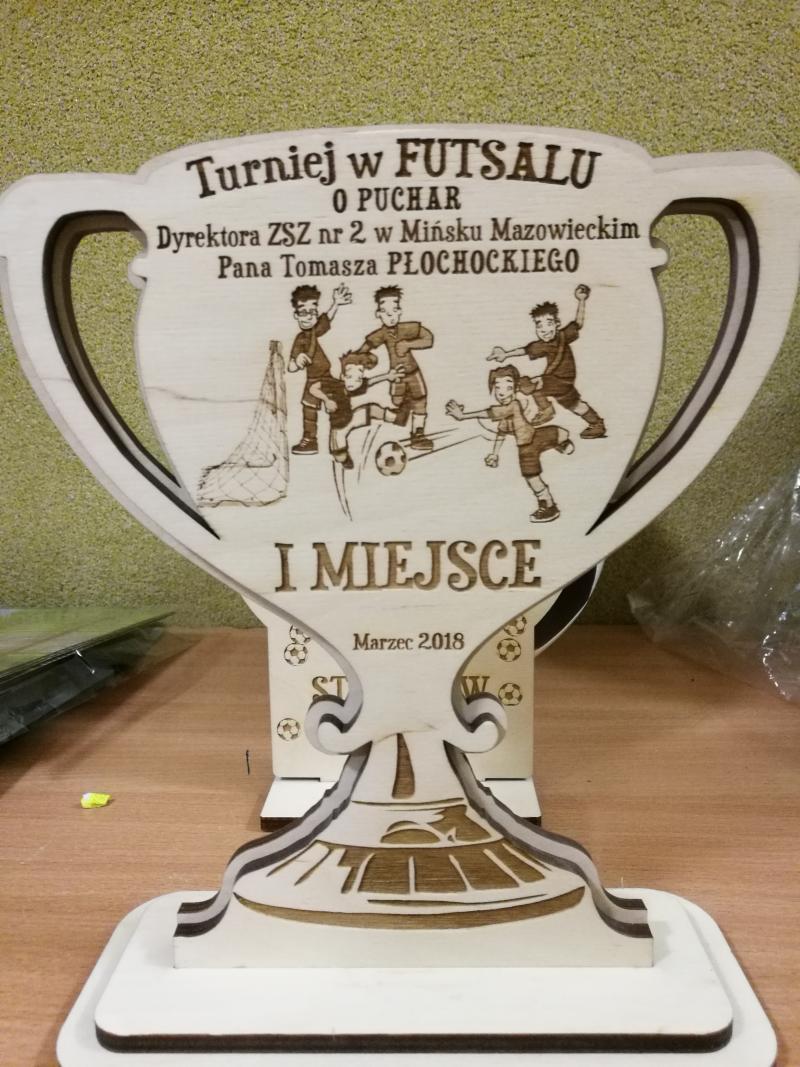 Turniej w FUTSALU
O PUCHAR
Dyrektora ZSZ nr 2 w Mińsku Mazowieckim
Pana Tomasza PŁOCHOCKIEGO
I MIEJSCE
Marzec 2018